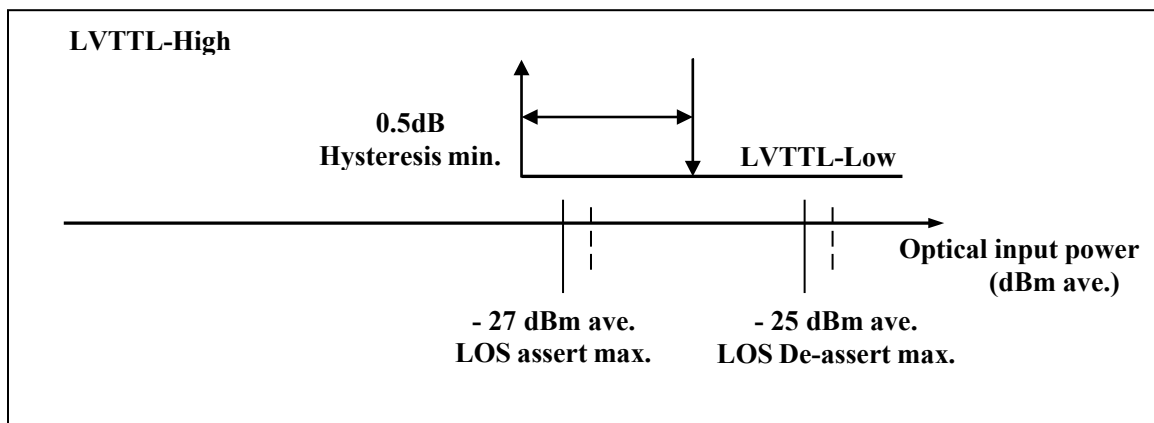 LVTTL-High
0.5dB
Hysteresis min.
LVTTL-Low
Optical input power
(dBm ave.)
- 27 dBm ave.
LOS assert max.
- 25 dBm ave.
LOS De-assert max.